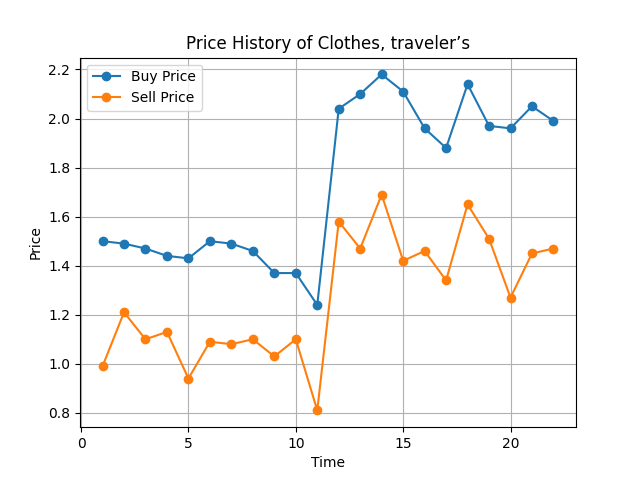 Price History of Clothes, traveler’s
Buy Price
Sell Price
Price
2.2
2.0
1.8
1.6
1.4
1.2
1.0
0.8
0
5
10
15
20
Time